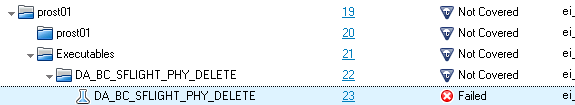 prost01 19 Not Covered ei_
prost01 20 Not Covered ei_
Executables 21 Not Covered ei_
DA_BC_SFLIGHT_PHY_DELETE 22 Not Covered ei_
DA_BC_SFLIGHT_PHY_DELETE 23 Failed ei_